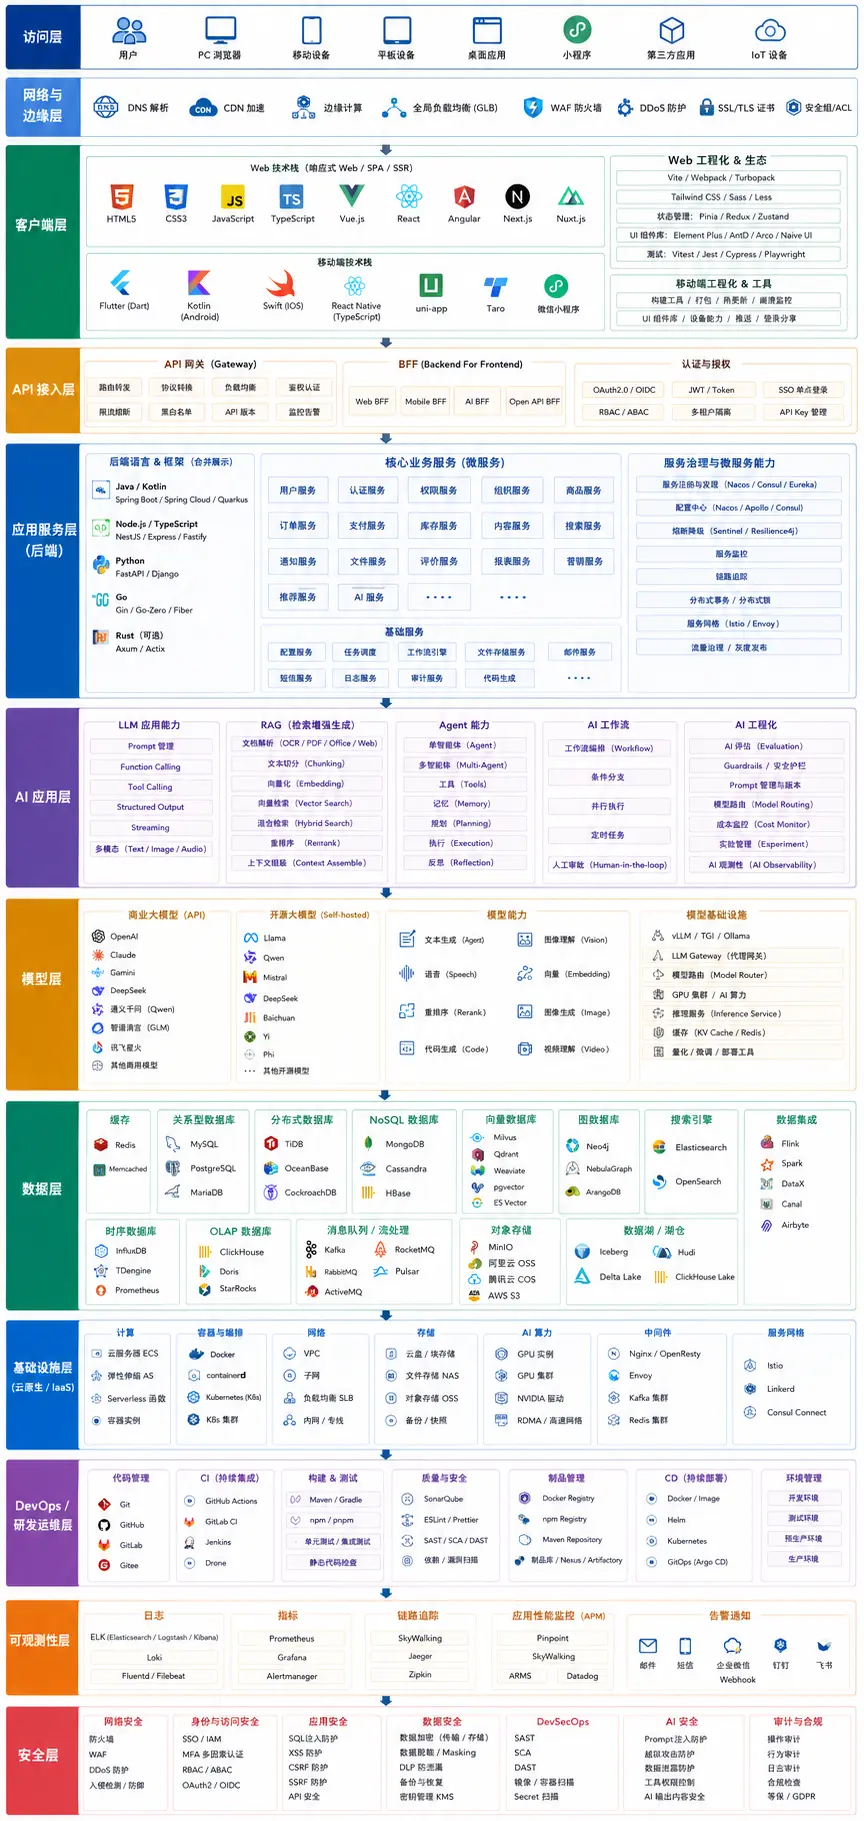 访问层
用户
PC 浏览器
移动设备
平板设备
桌面应用
小程序
第三方应用
IoT 设备
网络与
边缘层
DNS
DNS 解析
CDN
CDN 加速
边缘计算
全局负载均衡 (GLB)
WAF 防火墙
DDoS 防护
SSL/TLS 证书
安全组/ACL
客户端层
Web 技术栈（响应式 Web / SPA / SSR）
HTML5
CSS3
JavaScript
TypeScript
Vue.js
React
Angular
Next.js
Nuxt.js
移动端技术栈
Flutter (Dart)
Kotlin
(Android)
Swift (IOS)
React Native
(TypeScript)
uni-app
Taro
微信小程序
Web 工程化 & 生态
Vite / Webpack / Turbopack
Tailwind CSS / Sass / Less
状态管理：Pinia / Redux / Zustand
UI 组件库：Element Plus / AntD / Arco / Naive UI
测试：Vitest / Jest / Cypress / Playwright
移动端工程化 & 工具
构建工具 / 打包 / 热更新 / 崩溃监控
UI 组件库 / 设备能力 / 推送 / 登录分享
API 接入层
API 网关 (Gateway)
路由转发
协议转换
负载均衡
鉴权认证
限流熔断
黑白名单
API 版本
监控告警
BFF (Backend For Frontend)
Web BFF
Mobile BFF
AI BFF
Open API BFF
认证与授权
OAuth2.0 / OIDC
JWT / Token
SSO 单点登录
RBAC / ABAC
多租户隔离
API Key 管理
应用服务层
（后端）
后端语言 & 框架（合并展示）
Java / Kotlin
Spring Boot / Spring Cloud / Quarkus
Node.js / TypeScript
NestJS / Express / Fastify
Python
FastAPI / Django
Go
Gin / Go-Zero / Fiber
Rust（可选）
Axum / Actix
核心业务服务 (微服务)
用户服务
认证服务
权限服务
组织服务
商品服务
订单服务
支付服务
库存服务
内容服务
搜索服务
通知服务
文件服务
评价服务
报表服务
营销服务
推荐服务
AI 服务
····
····
基础服务
配置服务
任务调度
工作流引擎
文件存储服务
邮件服务
短信服务
日志服务
审计服务
代码生成
····
服务治理与微服务能力
服务注册与发现（Nacos / Consul / Eureka）
配置中心（Nacos / Apollo / Consul）
熔断降级（Sentinel / Resilience4j）
服务监控
链路追踪
分布式事务 / 分布式锁
服务网格（Istio / Envoy）
流量治理 / 灰度发布
AI 应用层
LLM 应用能力
Prompt 管理
Function Calling
Tool Calling
Structured Output
Streaming
多模态（Text / Image / Audio）
RAG（检索增强生成）
文档解析（OCR / PDF / Office / Web）
文本切分（Chunking）
向量化（Embedding）
向量检索（Vector Search）
混合检索（Hybrid Search）
重排序（Rerank）
上下文组装（Context Assemble）
Agent 能力
单智能体（Agent）
多智能体（Multi-Agent）
工具（Tools）
记忆（Memory）
规划（Planning）
执行（Execution）
反思（Reflection）
AI 工作流
工作流编排（Workflow）
条件分支
并行执行
定时任务
人工审批（Human-in-the-loop）
AI 工程化
AI 评估（Evaluation）
Guardrails / 安全护栏
Prompt 管理与版本
模型路由（Model Routing）
成本监控（Cost Monitor）
实验管理（Experiment）
AI 观测性（AI Observability）
模型层
商业大模型（API）
OpenAI
Claude
Gamini
DeepSeek
通义千问（Qwen）
智谱清言（GLM）
讯飞星火
其他商用模型
开源大模型（Self-hosted）
Llama
Qwen
Mistral
DeepSeek
Baichuan
Yi
Phi
··· 其他开源模型
模型能力
文本生成（Agent）
图像理解（Vision）
语音（Speech）
向量（Embedding）
重排序（Rerank）
图像生成（Image）
代码生成（Code）
视频理解（Video）
模型基础设施
vLLM / TGI / Ollama
LLM Gateway（代理网关）
模型路由（Model Router）
GPU 集群 / AI 算力
推理服务（Inference Service）
缓存（KV Cache / Redis）
量化 / 微调 / 部署工具
数据层
缓存
Redis
Memcached
关系型数据库
MySQL
PostgreSQL
MariaDB
分布式数据库
TiDB
OceanBase
CockroachDB
NoSQL 数据库
MongoDB
Cassandra
HBase
向量数据库
Milvus
Qdrant
Weaviate
pgvector
ES Vector
图数据库
Neo4j
NebulaGraph
ArangoDB
搜索引擎
Elasticsearch
OpenSearch
数据集成
Flink
Spark
DataX
Canal
Airbyte
时序数据库
InfluxDB
TDengine
Prometheus
OLAP 数据库
ClickHouse
Doris
StarRocks
消息队列 / 流处理
Kafka
RocketMQ
RabbitMQ
Pulsar
ActiveMQ
对象存储
MinIO
阿里云 OSS
腾讯云 COS
AWS S3
数据湖 / 湖仓
Iceberg
Hudi
Delta Lake
ClickHouse Lake
基础设施层
(云原生 / IaaS)
计算
云服务器 ECS
弹性伸缩 AS
Serverless 函数
容器实例
容器与编排
Docker
containerd
Kubernetes (K8s)
K8s 集群
网络
VPC
子网
负载均衡 SLB
内网 / 专线
存储
云盘 / 块存储
文件存储 NAS
对象存储 OSS
备份 / 快照
AI 算力
GPU 实例
GPU 集群
NVIDIA 驱动
RDMA / 高速网络
中间件
Nginx / OpenResty
Envoy
Kafka 集群
Redis 集群
服务网格
Istio
Linkerd
Consul Connect
DevOps /
研发运维层
代码管理
Git
GitHub
GitLab
Gitee
CI（持续集成）
GitHub Actions
GitLab CI
Jenkins
Drone
构建 & 测试
Maven / Gradle
npm / pnpm
单元测试 / 集成测试
静态代码检查
质量与安全
SonarQube
ESLint / Prettier
SAST / SCA / DAST
依赖 / 漏洞扫描
制品管理
Docker Registry
npm Registry
Maven Repository
制品库 / Nexus / Artifactory
CD（持续部署）
Docker / Image
Helm
Kubernetes
GitOps (Argo CD)
环境管理
开发环境
测试环境
预生产环境
生产环境
可观测性层
日志
ELK (Elasticsearch / Logstash / Kibana)
Loki
Fluentd / Filebeat
指标
Prometheus
Grafana
Alertmanager
链路追踪
SkyWalking
Jaeger
Zipkin
应用性能监控（APM）
Pinpoint
SkyWalking
ARMS
Datadog
告警通知
邮件
短信
企业微信
Webhook
钉钉
飞书
安全层
网络安全
防火墙
WAF
DDoS 防护
入侵检测 / 防御
身份与访问安全
SSO / IAM
MFA 多因素认证
RBAC / ABAC
OAuth2 / OIDC
应用安全
SQL注入防护
XSS 防护
CSRF 防护
SSRF 防护
API 安全
数据安全
数据加密（传输 / 存储）
数据脱敏 / Masking
DLP 防泄漏
备份与恢复
密钥管理 KMS
DevSecOps
SAST
SCA
DAST
镜像 / 容器扫描
Secret 扫描
AI 安全
Prompt注入防护
越狱攻击防护
数据泄露防护
工具权限控制
AI 输出内容安全
审计与合规
操作审计
行为审计
日志审计
合规检查
等保 / GDPR